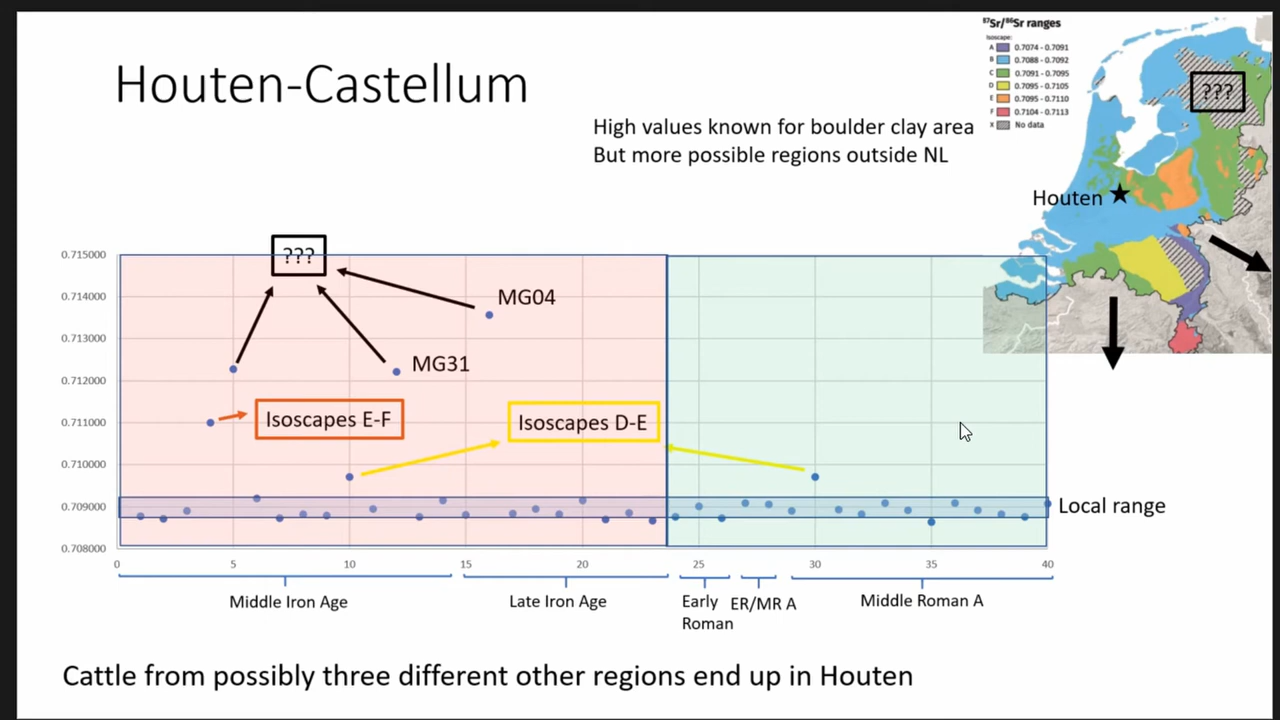 Houten-Castellum
High values known for boulder clay area
But more possible regions outside NL
⁸⁷Sr/⁸⁶Sr ranges
Isoscape:
A 0.7074 - 0.7091
B 0.7088 - 0.7092
C 0.7091 - 0.7095
D 0.7095 - 0.7105
E 0.7095 - 0.7110
F 0.7104 - 0.7113
X No data
???
Houten
???
MG04
MG31
Isoscapes E-F
Isoscapes D-E
Local range
0.715000
0.714000
0.713000
0.712000
0.711000
0.710000
0.709000
0.708000
0 5 10 15 20 25 30 35 40
Middle Iron Age
Late Iron Age
Early
Roman
ER/MR A
Middle Roman A
Cattle from possibly three different other regions end up in Houten